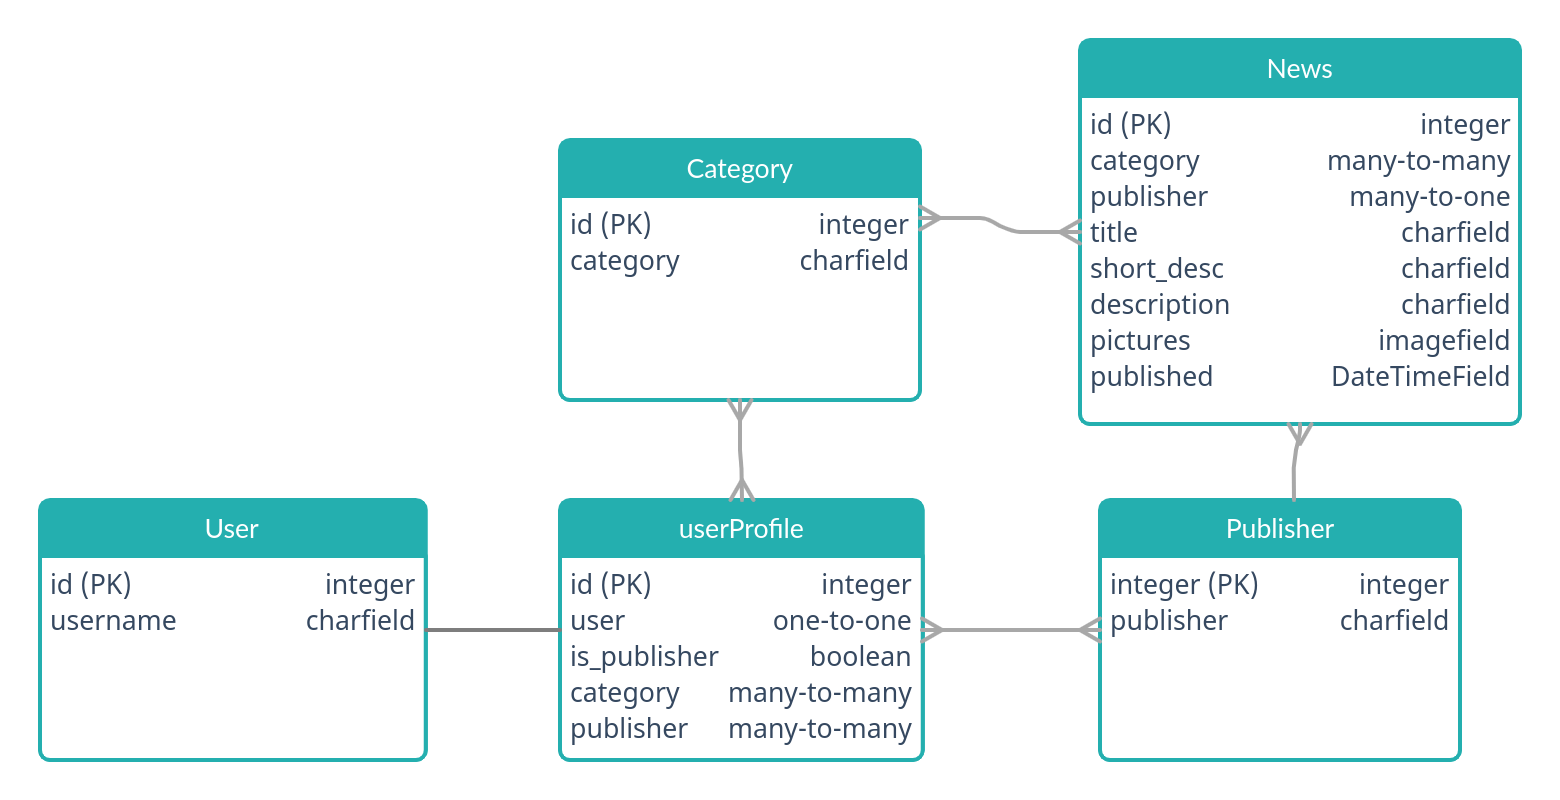 News
id (PK) integer
category many-to-many
publisher many-to-one
title charfield
short_desc charfield
description charfield
pictures imagefield
published DateTimeField
Category
id (PK) integer
category charfield
User
id (PK) integer
username charfield
userProfile
id (PK) integer
user one-to-one
is_publisher boolean
category many-to-many
publisher many-to-many
Publisher
integer (PK) integer
publisher charfield